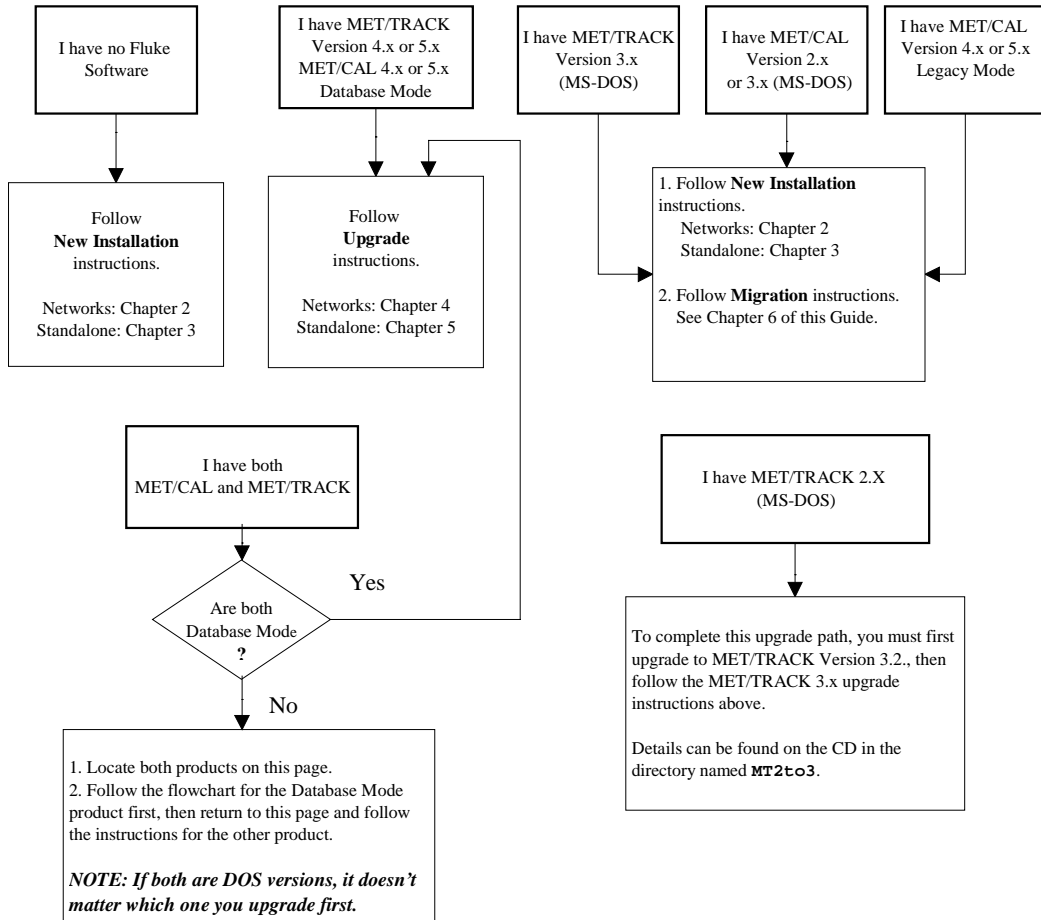 I have no Fluke
Software
I have MET/TRACK
Version 4.x or 5.x
MET/CAL 4.x or 5.x
Database Mode
I have MET/TRACK
Version 3.x
(MS-DOS)
I have MET/CAL
Version 2.x
or 3.x (MS-DOS)
I have MET/CAL
Version 4.x or 5.x
Legacy Mode
Follow
New Installation
instructions.
Networks: Chapter 2
Standalone: Chapter 3
Follow
Upgrade
instructions.
Networks: Chapter 4
Standalone: Chapter 5
1. Follow New Installation
instructions.
Networks: Chapter 2
Standalone: Chapter 3
2. Follow Migration instructions.
See Chapter 6 of this Guide.
I have both
MET/CAL and MET/TRACK
Are both
Database Mode
?
Yes
No
1. Locate both products on this page.
2. Follow the flowchart for the Database Mode
product first, then return to this page and follow
the instructions for the other product.
NOTE: If both are DOS versions, it doesn't
matter which one you upgrade first.
I have MET/TRACK 2.X
(MS-DOS)
To complete this upgrade path, you must first
upgrade to MET/TRACK Version 3.2., then
follow the MET/TRACK 3.x upgrade
instructions above.
Details can be found on the CD in the
directory named MT2to3.